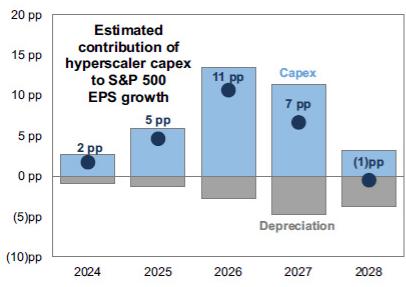 20 pp
15 pp
10 pp
5 pp
0 pp
(5)pp
(10)pp
Estimated
contribution of
hyperscaler capex
to S&P 500
EPS growth
2 pp
5 pp
11 pp
Capex
7 pp
(1)pp
Depreciation
2024
2025
2026
2027
2028